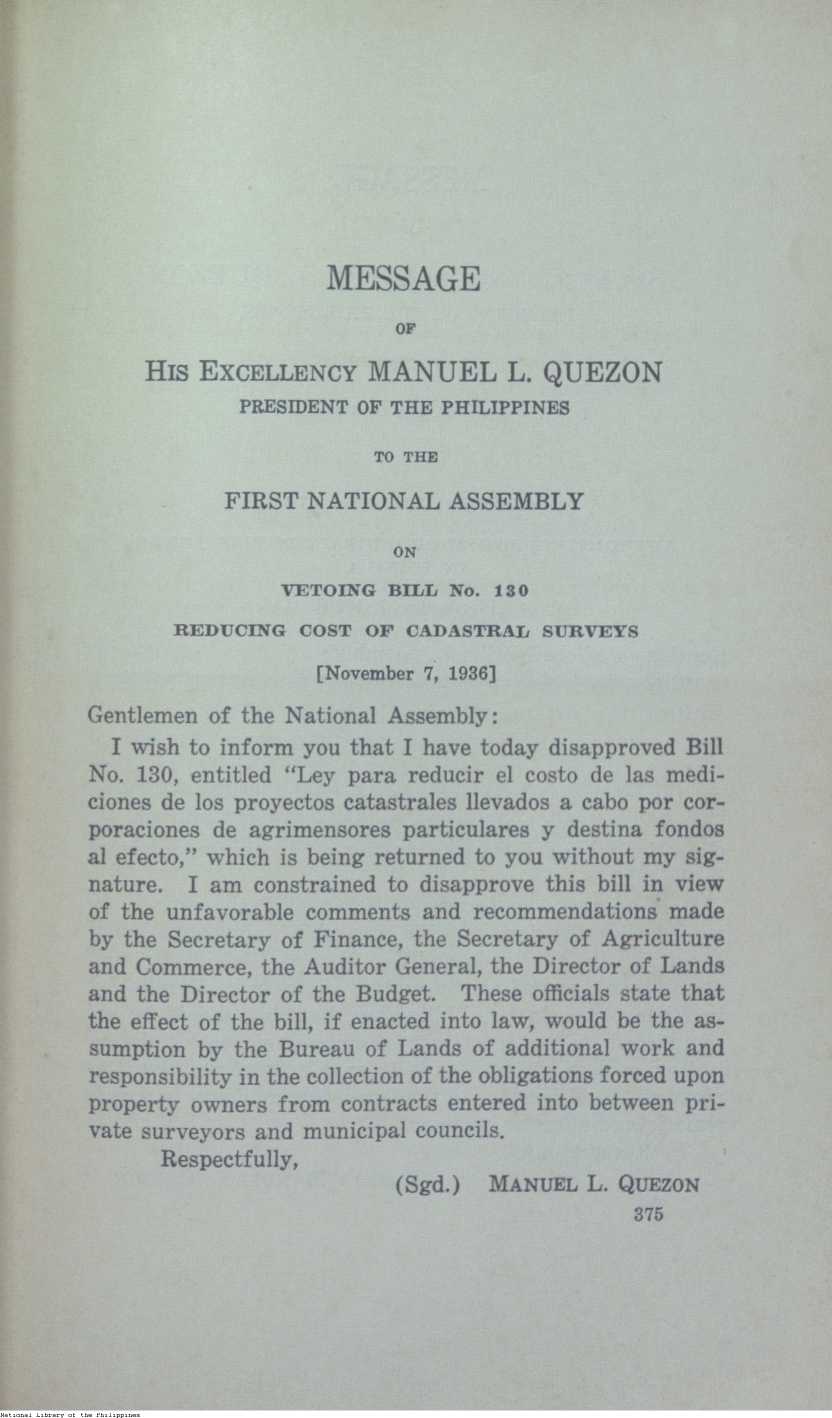 MESSAGE
OF
HIS EXCELLENCY MANUEL L. QUEZON
PRESIDENT OF THE PHILIPPINES
TO THE
FIRST NATIONAL ASSEMBLY
ON
VETOING BILL No. 130
REDUCING COST OF CADASTRAL SURVEYS
[November 7, 1936]
Gentlemen of the National Assembly:
I wish to inform you that I have today disapproved Bill
No. 130, entitled “Ley para reducir el costo de las medi-
ciones de los proyectos catastrales llevados a cabo por cor-
poraciones de agrimensores particulares y destina fondos
al efecto,” which is being returned to you without my sig-
nature. I am constrained to disapprove this bill in view
of the unfavorable comments and recommendations made
by the Secretary of Finance, the Secretary of Agriculture
and Commerce, the Auditor General, the Director of Lands
and the Director of the Budget. These officials state that
the effect of the bill, if enacted into law, would be the as-
sumption by the Bureau of Lands of additional work and
responsibility in the collection of the obligations forced upon
property owners from contracts entered into between pri-
vate surveyors and municipal councils.
Respectfully,
(Sgd.) MANUEL L. QUEZON
375
National Library of the Philippines